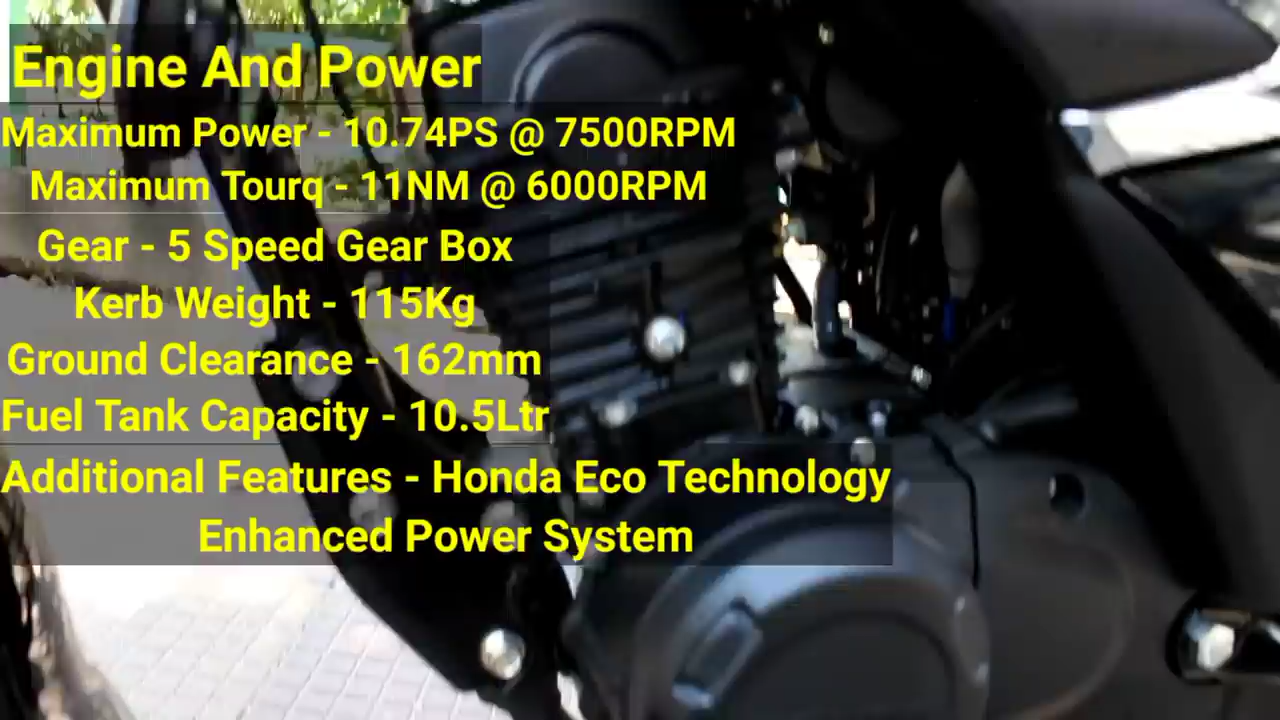 Engine And Power
Maximum Power - 10.74PS @ 7500RPM
Maximum Tourq - 11NM @ 6000RPM
Gear - 5 Speed Gear Box
Kerb Weight - 115Kg
Ground Clearance - 162mm
Fuel Tank Capacity - 10.5Ltr
Additional Features - Honda Eco Technology
Enhanced Power System